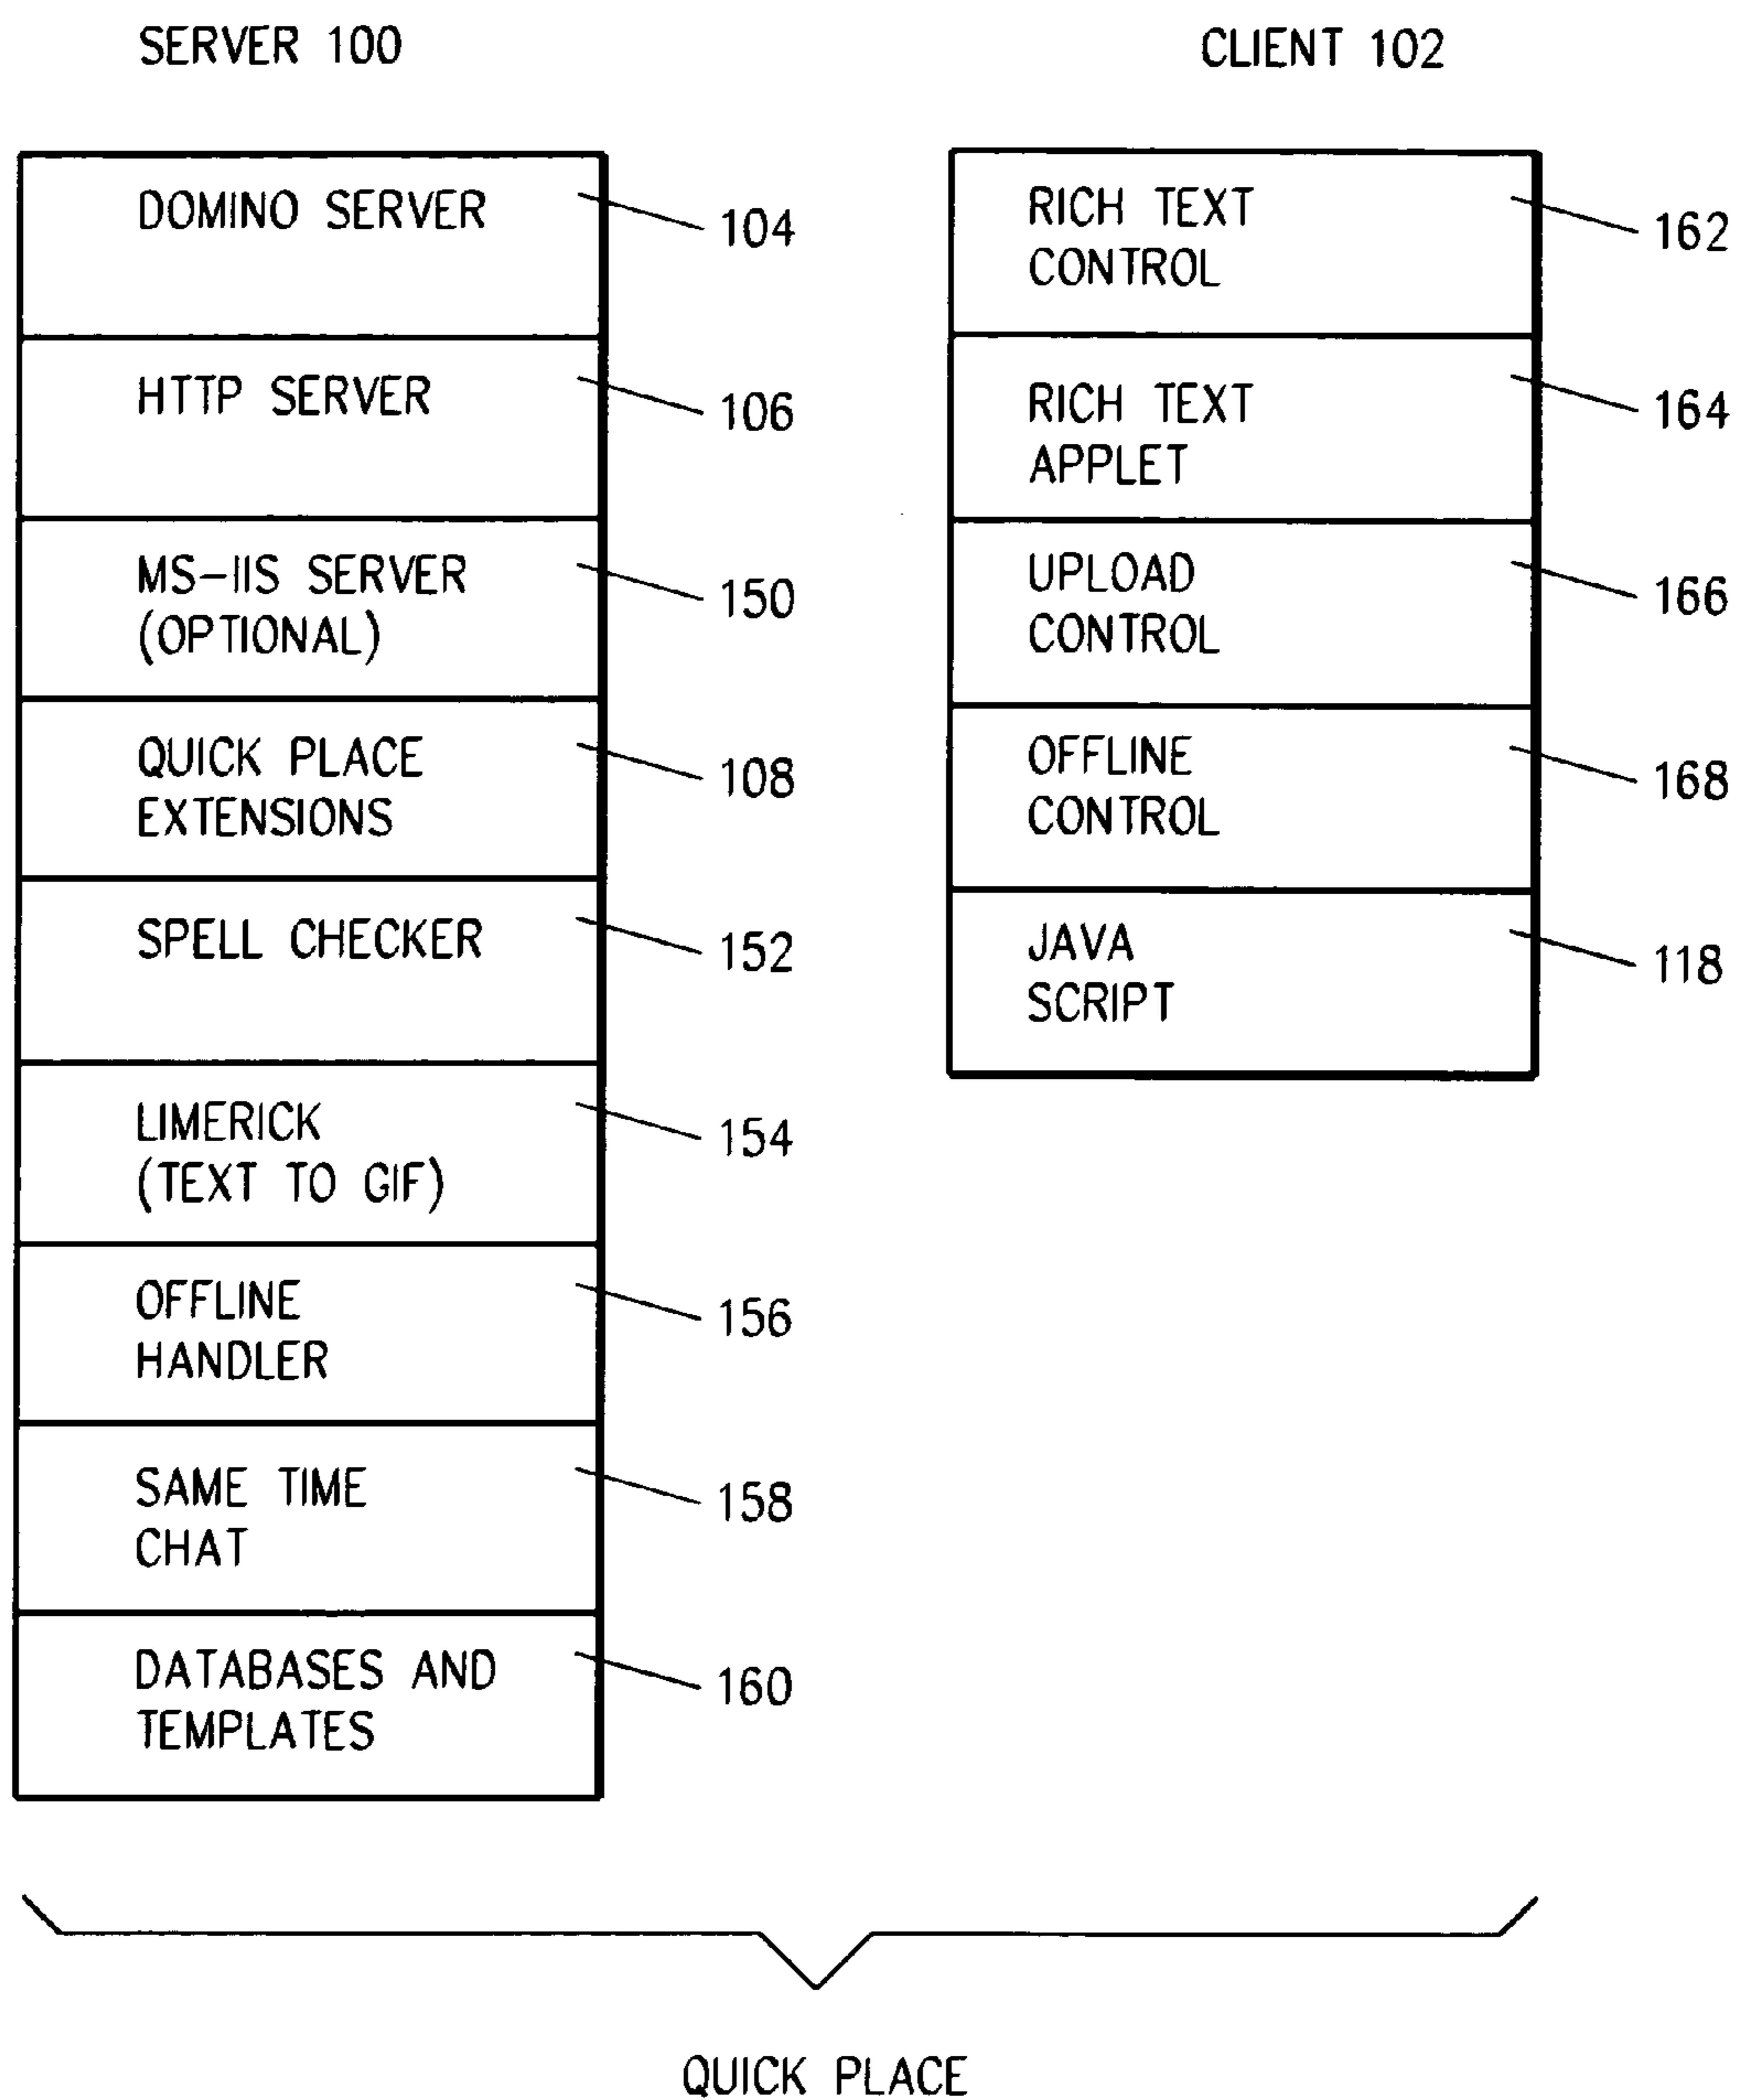 SERVER 100
DOMINO SERVER
104
HTTP SERVER
106
MS-IIS SERVER
(OPTIONAL)
150
QUICK PLACE
EXTENSIONS
108
SPELL CHECKER
152
LIMERICK
(TEXT TO GIF)
154
OFFLINE
HANDLER
156
SAME TIME
CHAT
158
DATABASES AND
TEMPLATES
160
CLIENT 102
RICH TEXT
CONTROL
162
RICH TEXT
APPLET
164
UPLOAD
CONTROL
166
OFFLINE
CONTROL
168
JAVA
SCRIPT
118
QUICK PLACE